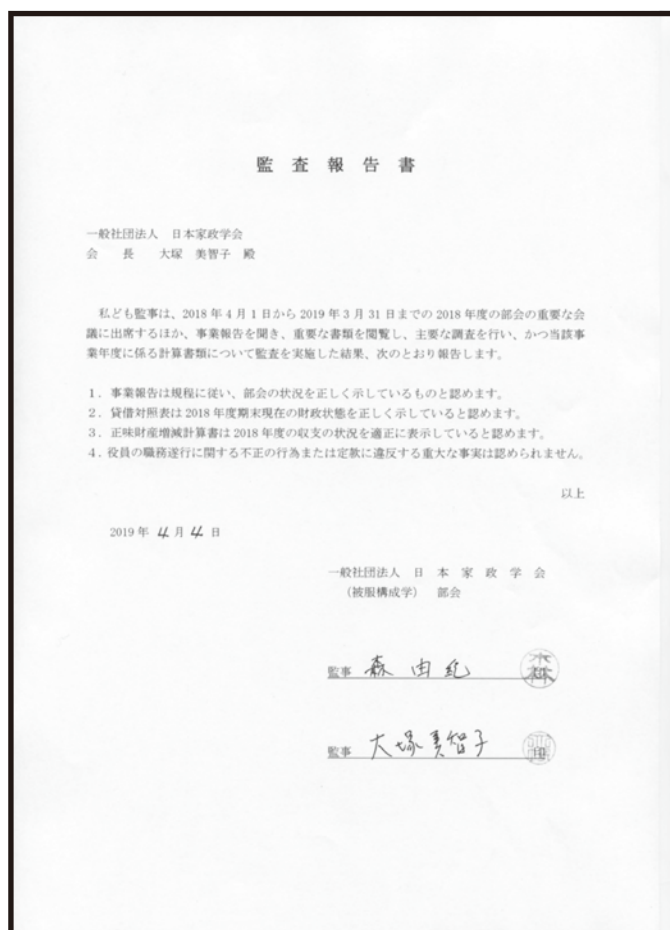 監査報告書
一般社団法人　日本家政学会
会　長　大塚　美智子　殿
私ども監事は、2018年4月1日から2019年3月31日までの2018年度の部会の重要な会
議に出席するほか、事業報告を聞き、重要な書類を閲覧し、主要な調査を行い、かつ当該事
業年度に係る計算書類について監査を実施した結果、次のとおり報告します。
1．事業報告は規程に従い、部会の状況を正しく示しているものと認めます。
2．貸借対照表は2018年度期末現在の財政状態を正しく示していると認めます。
3．正味財産増減計算書は2018年度の収支の状況を適正に表示していると認めます。
4．役員の職務遂行に関する不正の行為または定款に違反する重大な事実は認められません。
以上
2019年 4月 4日
一般社団法人　日本家政学会
（被服構成学）　部会
監事　森　由紀　森　印
監事　大塚美智子　印